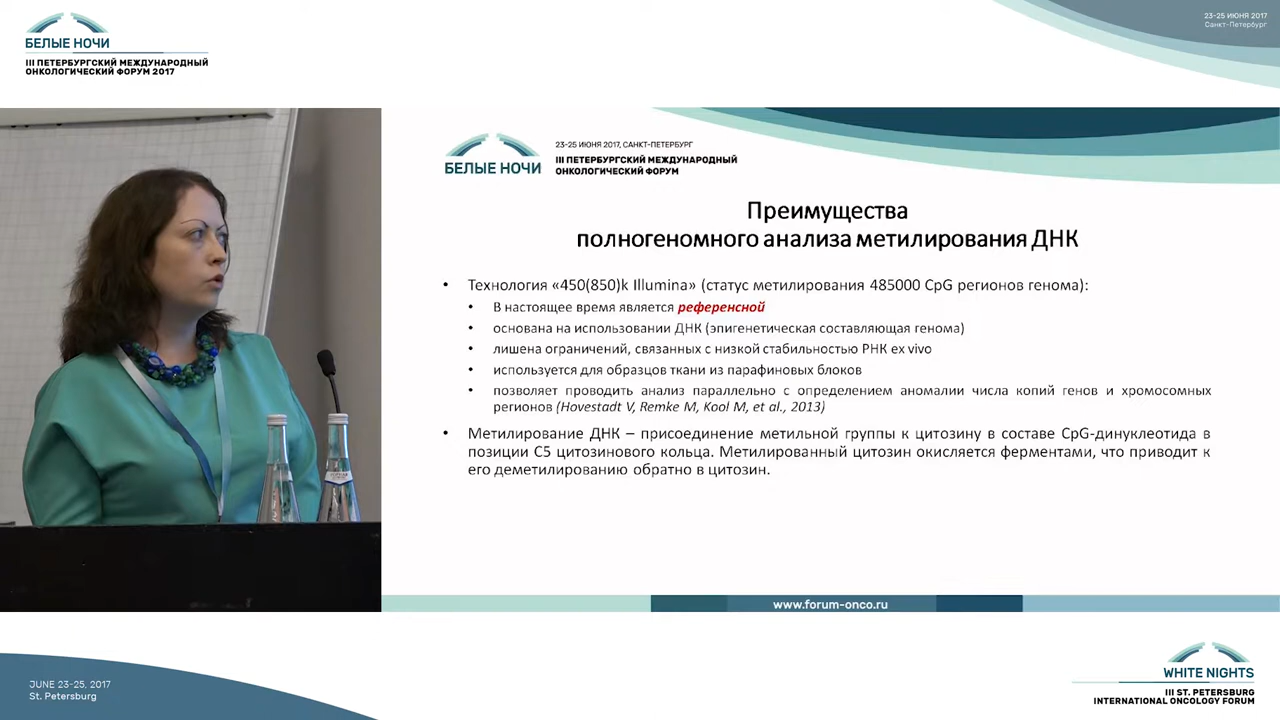 БЕЛЫЕ НОЧИ
III ПЕТЕРБУРГСКИЙ МЕЖДУНАРОДНЫЙ
ОНКОЛОГИЧЕСКИЙ ФОРУМ 2017
23-25 ИЮНЯ 2017
Санкт-Петербург
БЕЛЫЕ НОЧИ
23-25 ИЮНЯ 2017, САНКТ-ПЕТЕРБУРГ
III ПЕТЕРБУРГСКИЙ МЕЖДУНАРОДНЫЙ
ОНКОЛОГИЧЕСКИЙ ФОРУМ
Преимущества
полногеномного анализа метилирования ДНК
• Технология «450(850)k Illumina» (статус метилирования 485000 CpG регионов генома):
• В настоящее время является референсной
• основана на использовании ДНК (эпигенетическая составляющая генома)
• лишена ограничений, связанных с низкой стабильностью РНК ex vivo
• используется для образцов ткани из парафиновых блоков
• позволяет проводить анализ параллельно с определением аномалии числа копий генов и хромосомных
регионов (Hovestadt V, Remke M, Kool M, et al., 2013)
• Метилирование ДНК – присоединение метильной группы к цитозину в составе CpG-динуклеотида в
позиции С5 цитозинового кольца. Метилированный цитозин окисляется ферментами, что приводит к
его деметилированию обратно в цитозин.
www.forum-onco.ru
JUNE 23-25, 2017
St. Petersburg
WHITE NIGHTS
III ST. PETERSBURG
INTERNATIONAL ONCOLOGY FORUM